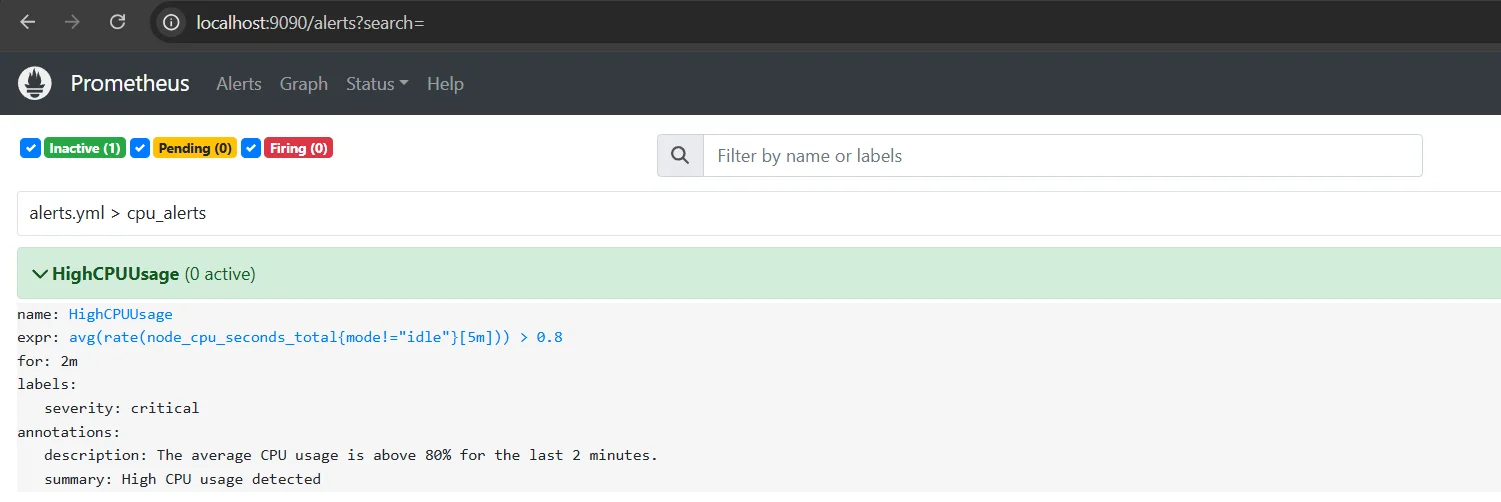 localhost:9090/alerts?search=
Prometheus Alerts Graph Status Help
Inactive (1) Pending (0) Firing (0)
Filter by name or labels
alerts.yml > cpu_alerts
HighCPUUsage (0 active)
name: HighCPUUsage
expr: avg(rate(node_cpu_seconds_total{mode!="idle"}[5m])) > 0.8
for: 2m
labels:
severity: critical
annotations:
description: The average CPU usage is above 80% for the last 2 minutes.
summary: High CPU usage detected